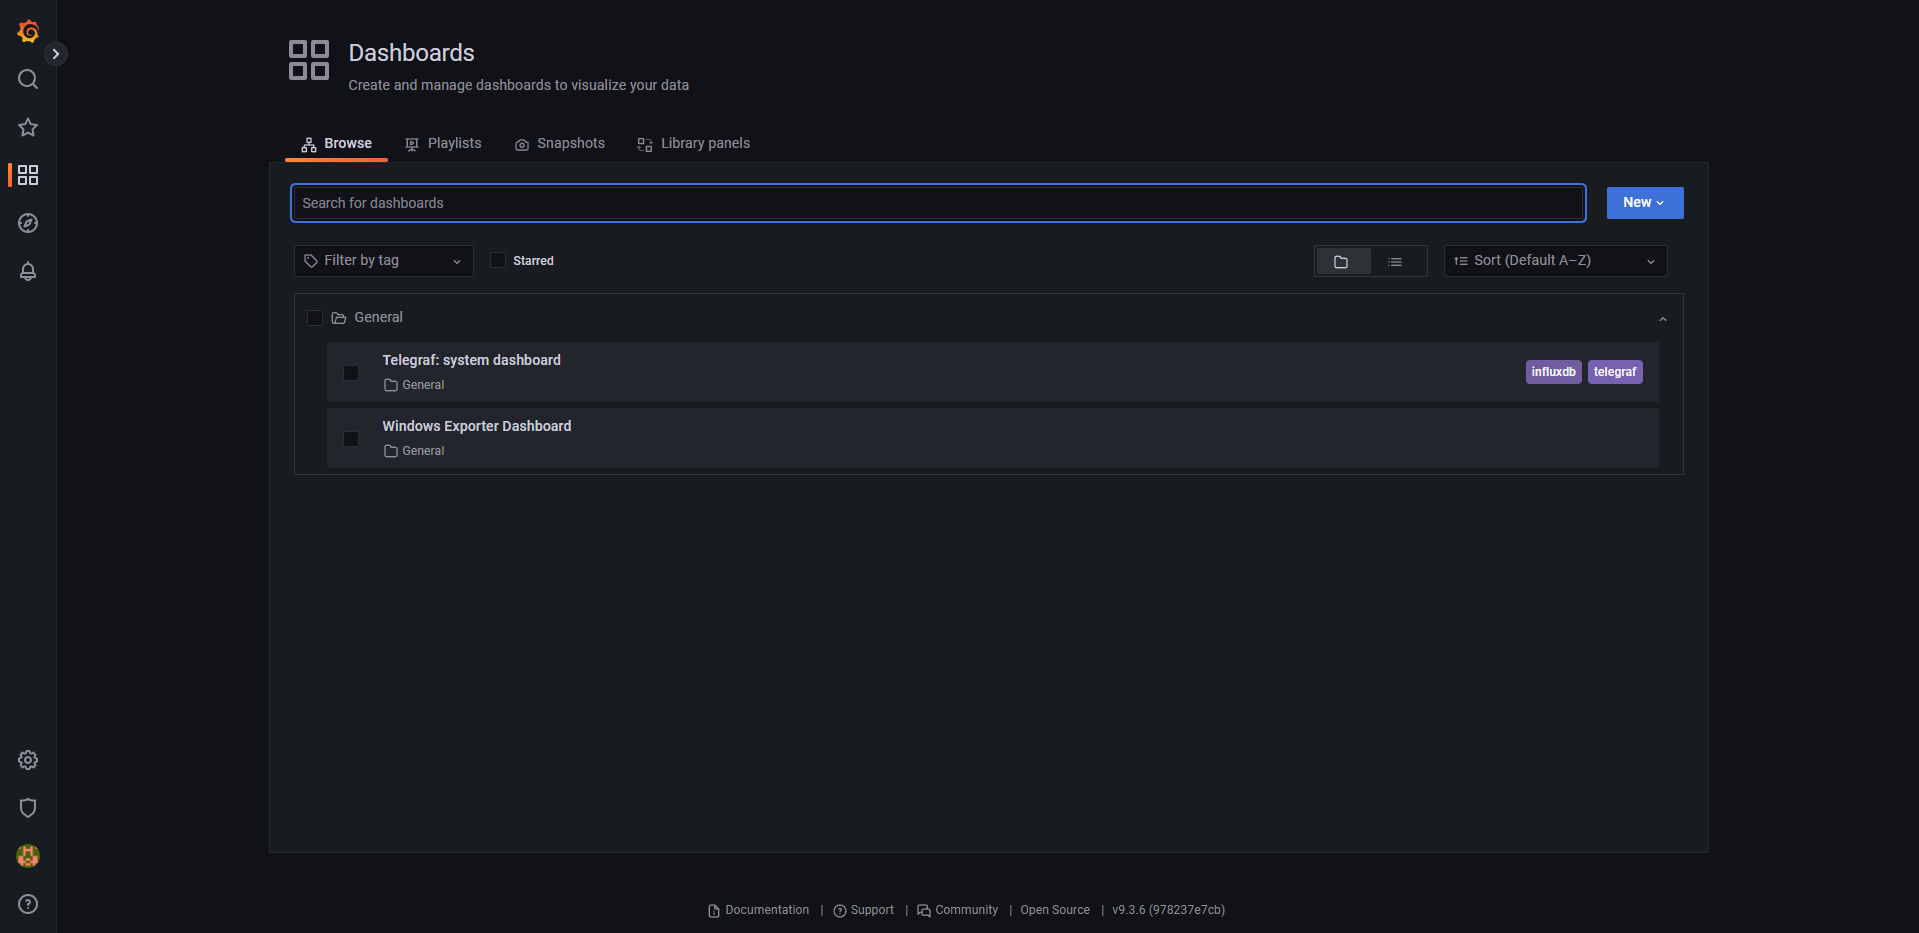 Dashboards
Create and manage dashboards to visualize your data
Browse Playlists Snapshots Library panels
Search for dashboards New
Filter by tag Starred Sort (Default A–Z)
General
Telegraf: system dashboard
General
influxdb telegraf
Windows Exporter Dashboard
General
Documentation | Support | Community | Open Source | v9.3.6 (978237e7cb)